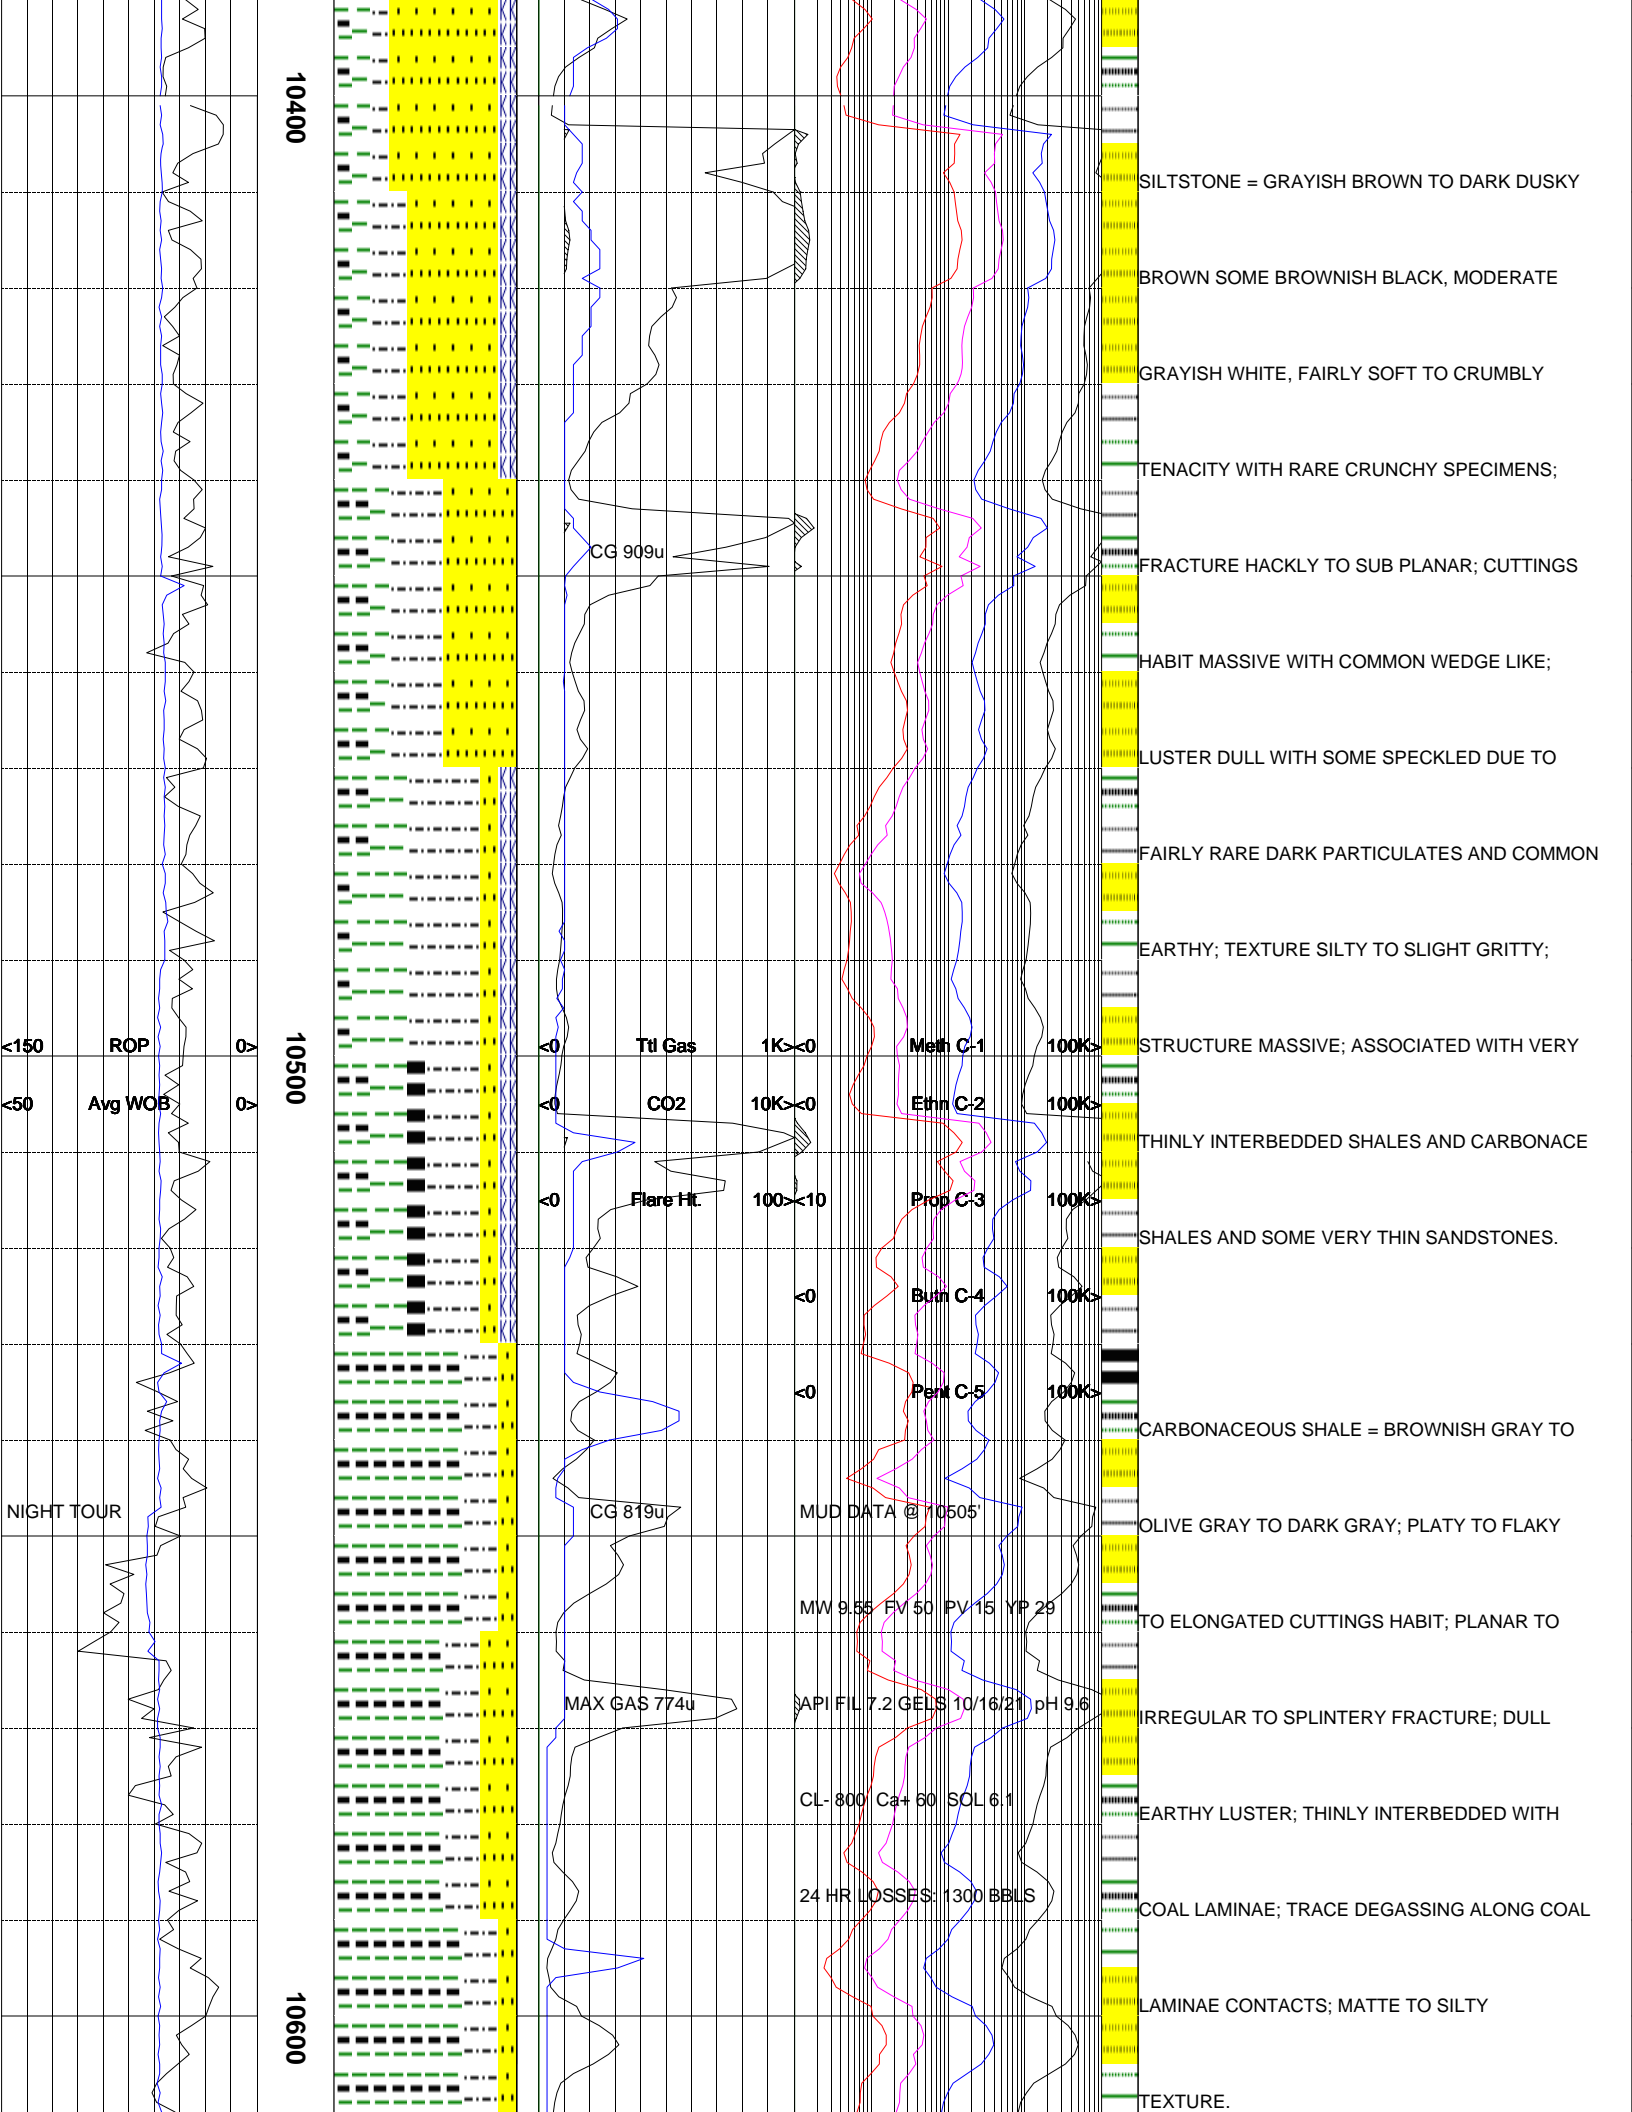 10400
SILTSTONE = GRAYISH BROWN TO DARK DUSKY
BROWN SOME BROWNISH BLACK, MODERATE
GRAYISH WHITE, FAIRLY SOFT TO CRUMBLY
TENACITY WITH RARE CRUNCHY SPECIMENS;
CG 909u
FRACTURE HACKLY TO SUB PLANAR; CUTTINGS
HABIT MASSIVE WITH COMMON WEDGE LIKE;
LUSTER DULL WITH SOME SPECKLED DUE TO
FAIRLY RARE DARK PARTICULATES AND COMMON
EARTHY; TEXTURE SILTY TO SLIGHT GRITTY;
<150 ROP 0>
10500
<0 Ttl Gas 1K>
<0 Meth C-1 100K>
STRUCTURE MASSIVE; ASSOCIATED WITH VERY
<50 Avg WOB 0>
<0 CO2 10K>
<0 Ethn C-2 100K>
THINLY INTERBEDDED SHALES AND CARBONACE
<0 Flare Ht. 100>
<10 Prop C-3 100K>
SHALES AND SOME VERY THIN SANDSTONES.
<0 Butn C-4 100K>
<0 Pent C-5 100K>
CARBONACEOUS SHALE = BROWNISH GRAY TO
NIGHT TOUR
CG 819u
MUD DATA @ 10505'
OLIVE GRAY TO DARK GRAY; PLATY TO FLAKY
MW 9.55 FV 50 PV 15 YP 29
TO ELONGATED CUTTINGS HABIT; PLANAR TO
MAX GAS 774u
API FIL 7.2 GELS 10/16/21 pH 9.6
IRREGULAR TO SPLINTERY FRACTURE; DULL
CL- 800 Ca+ 60 SOL 6.1
EARTHY LUSTER; THINLY INTERBEDDED WITH
24 HR LOSSES: 1300 BBLS
COAL LAMINAE; TRACE DEGASSING ALONG COAL
10600
LAMINAE CONTACTS; MATTE TO SILTY
TEXTURE.